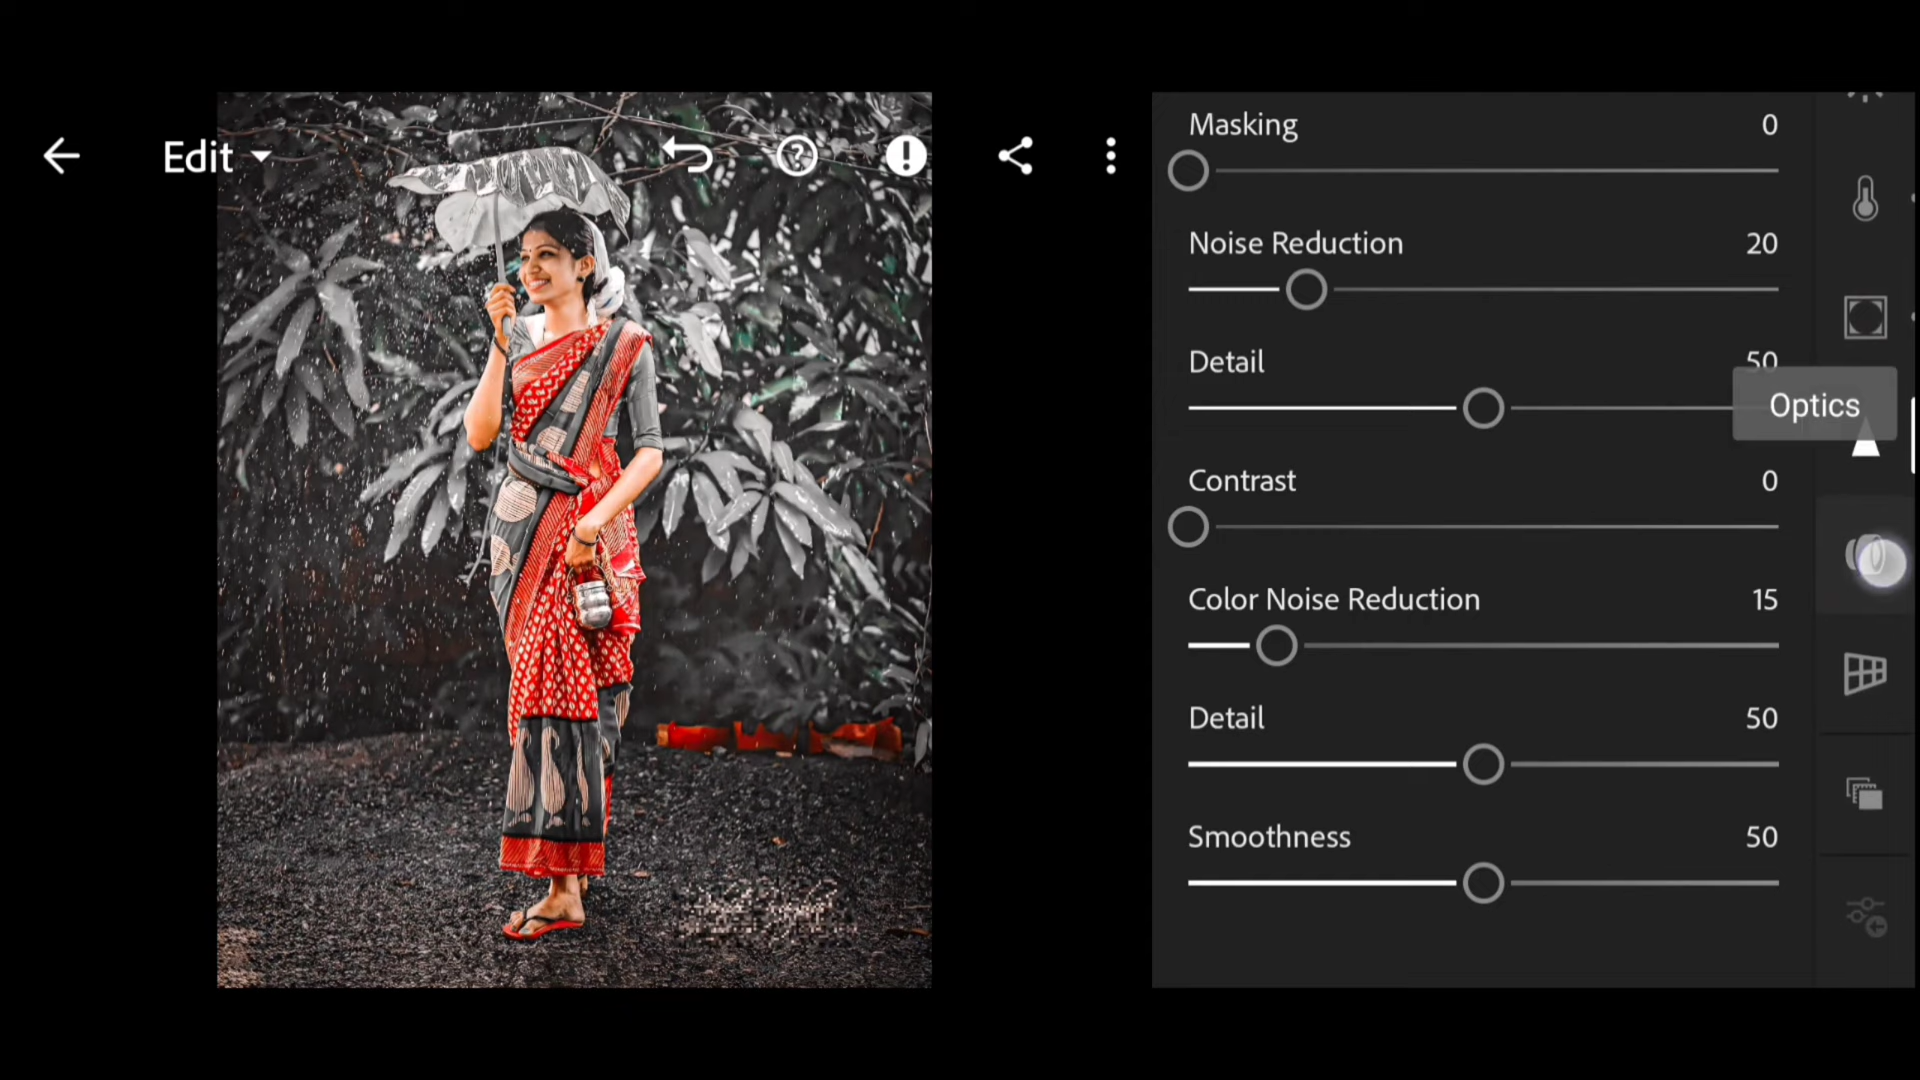 Edit
Masking 0
Noise Reduction 20
Detail 50
Optics
Contrast 0
Color Noise Reduction 15
Detail 50
Smoothness 50